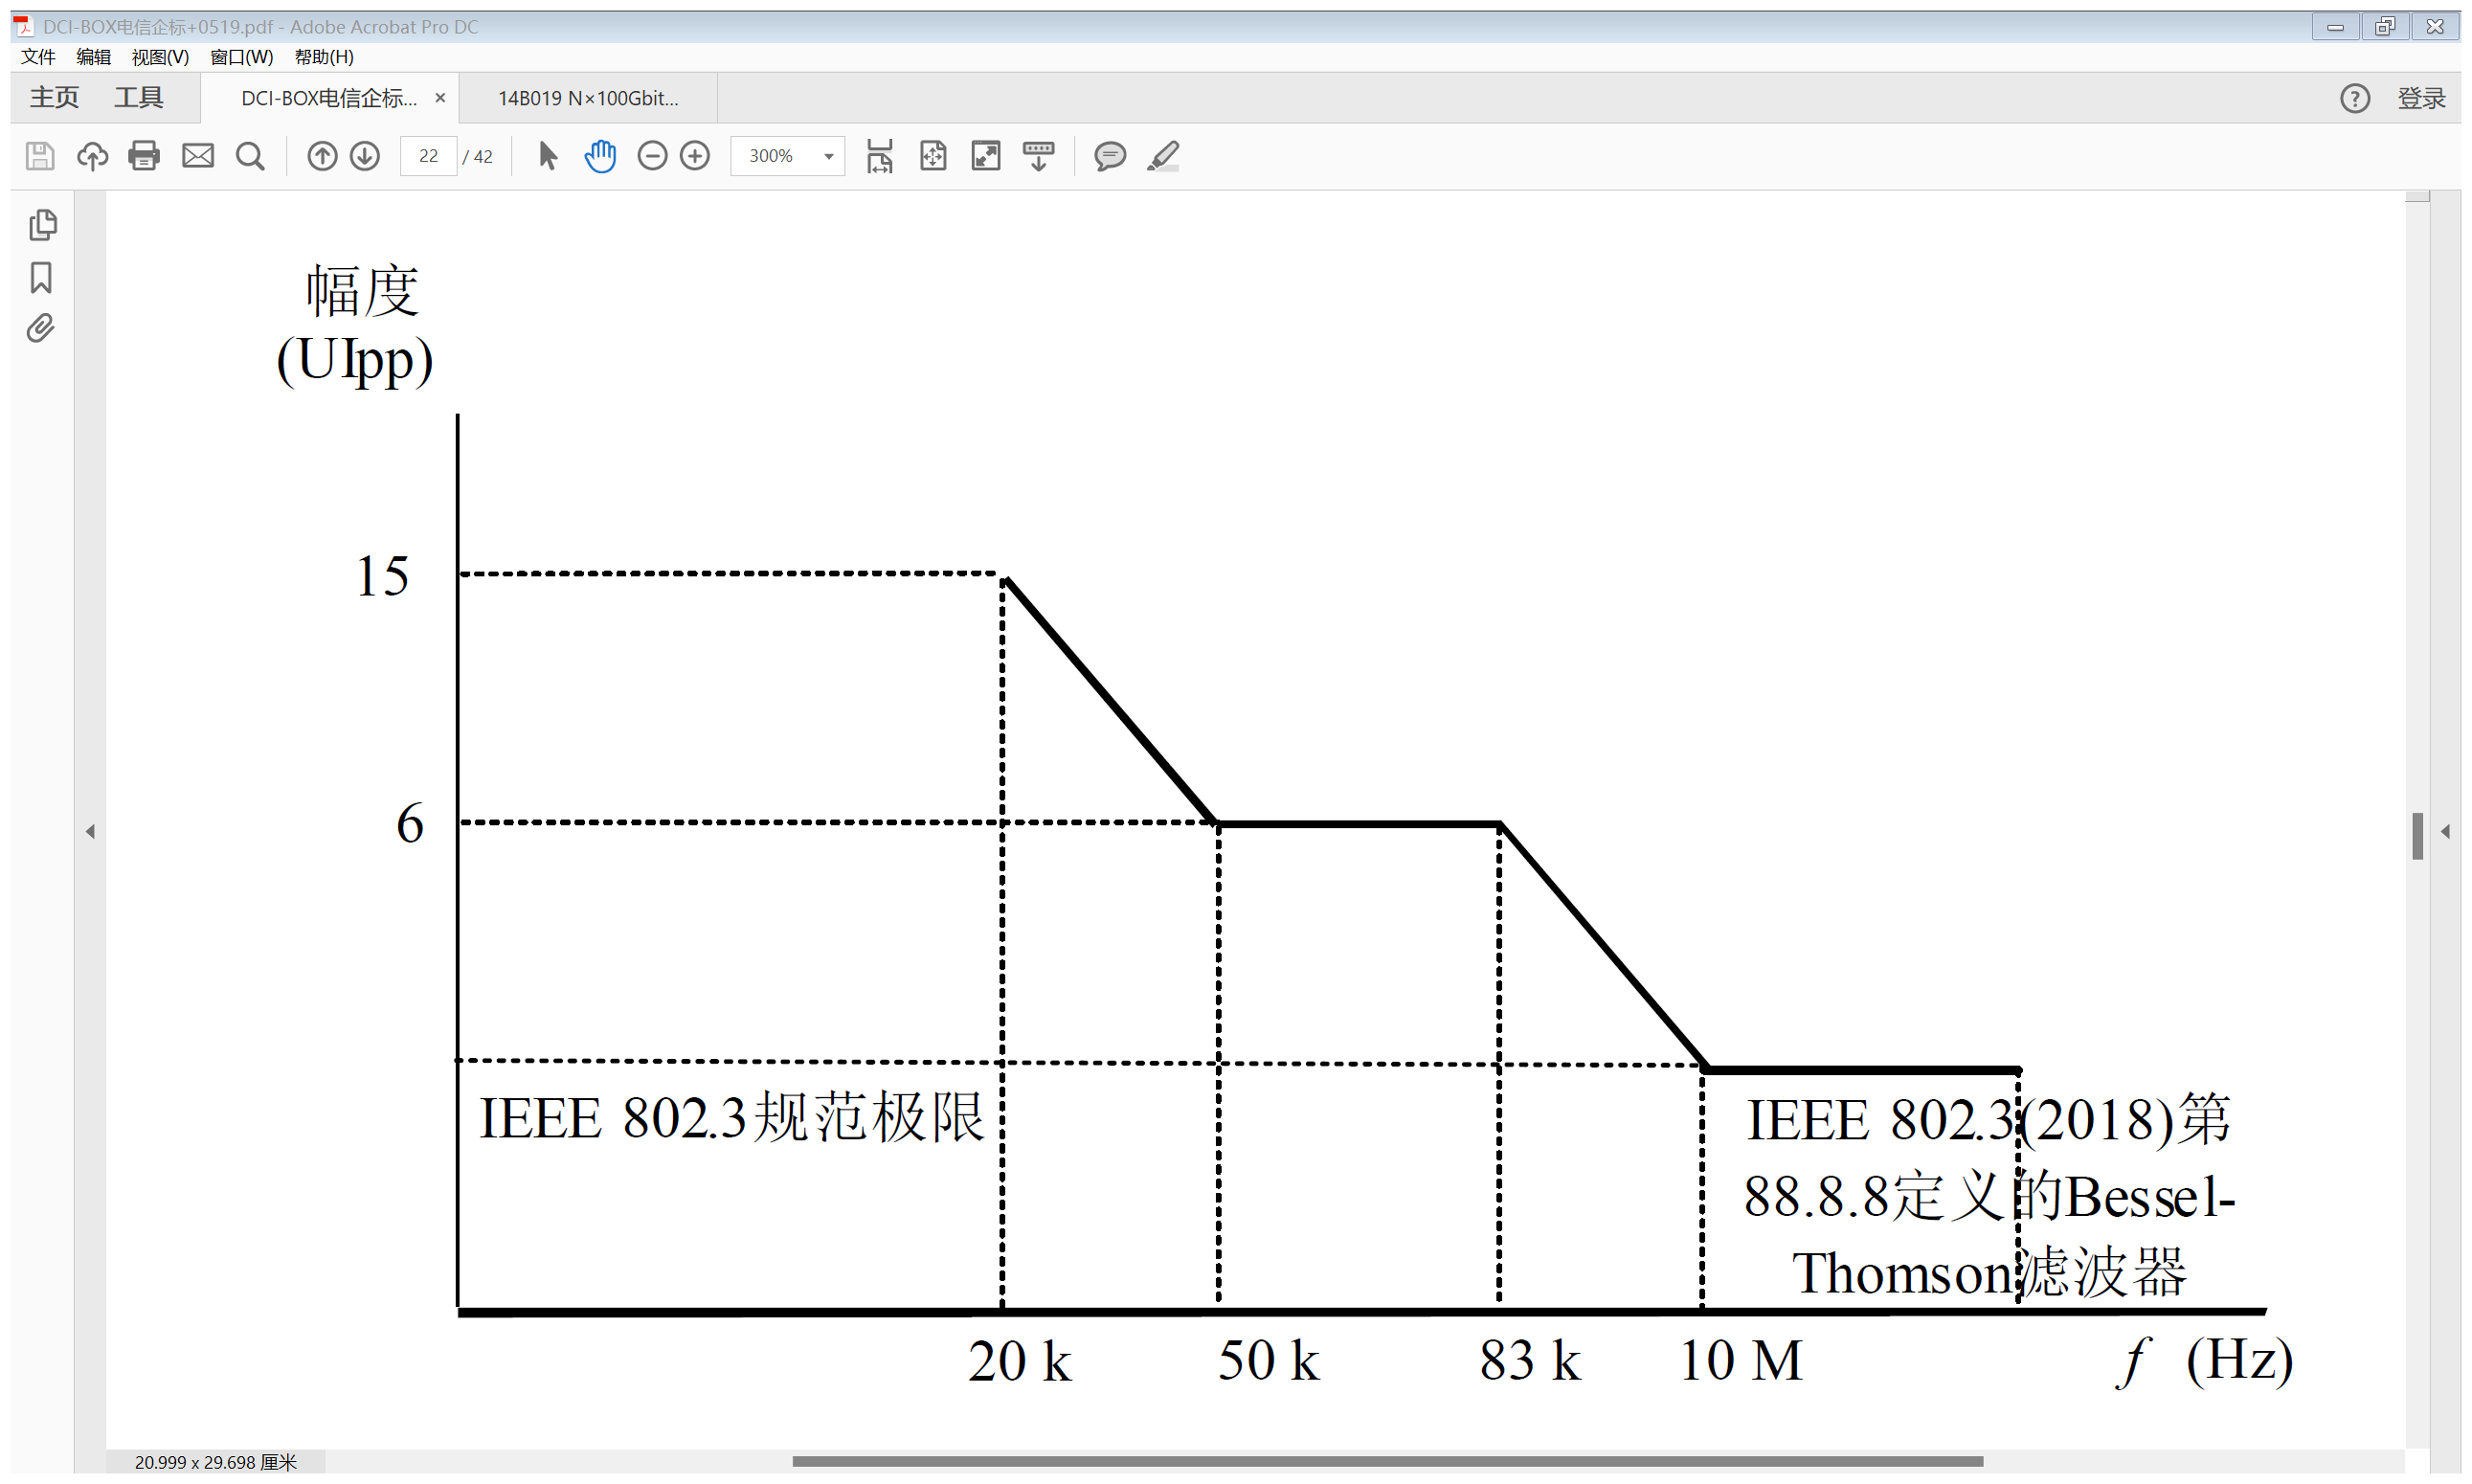 DCI-BOX电信企标+0519.pdf - Adobe Acrobat Pro DC
文件 编辑 视图(V) 窗口(W) 帮助(H)
主页 工具 DCI-BOX电信企标... × 14B019 N×100Gbit... ? 登录
22 / 42 300%
幅度
(UIpp)
15
6
IEEE 802.3规范极限
IEEE 802.3(2018)第
88.8.8定义的Bessel-
Thomson滤波器
20 k 50 k 83 k 10 M f (Hz)
20.999 x 29.698 厘米